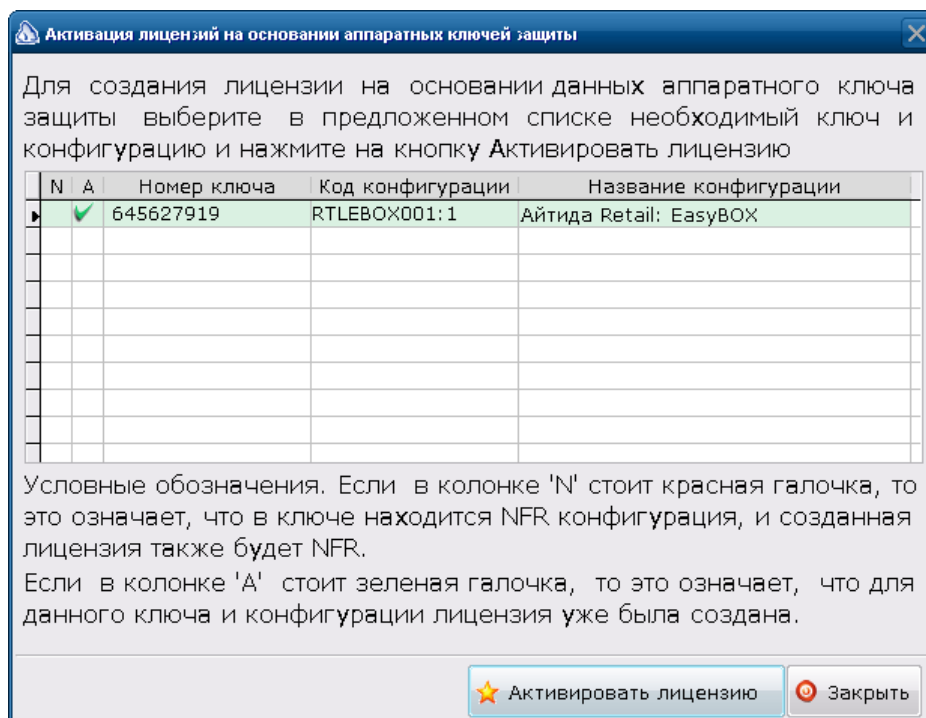 Активация лицензий на основании аппаратных ключей защиты
Для создания лицензии на основании данных аппаратного ключа
защиты выберите в предложенном списке необходимый ключ и
конфигурацию и нажмите на кнопку Активировать лицензию
N A Номер ключа Код конфигурации Название конфигурации
645627919 RTLEBOX001:1 Айтида Retail: EasyBOX
Условные обозначения. Если в колонке 'N' стоит красная галочка, то
это означает, что в ключе находится NFR конфигурация, и созданная
лицензия также будет NFR.
Если в колонке 'A' стоит зеленая галочка, то это означает, что для
данного ключа и конфигурации лицензия уже была создана.
Активировать лицензию Закрыть